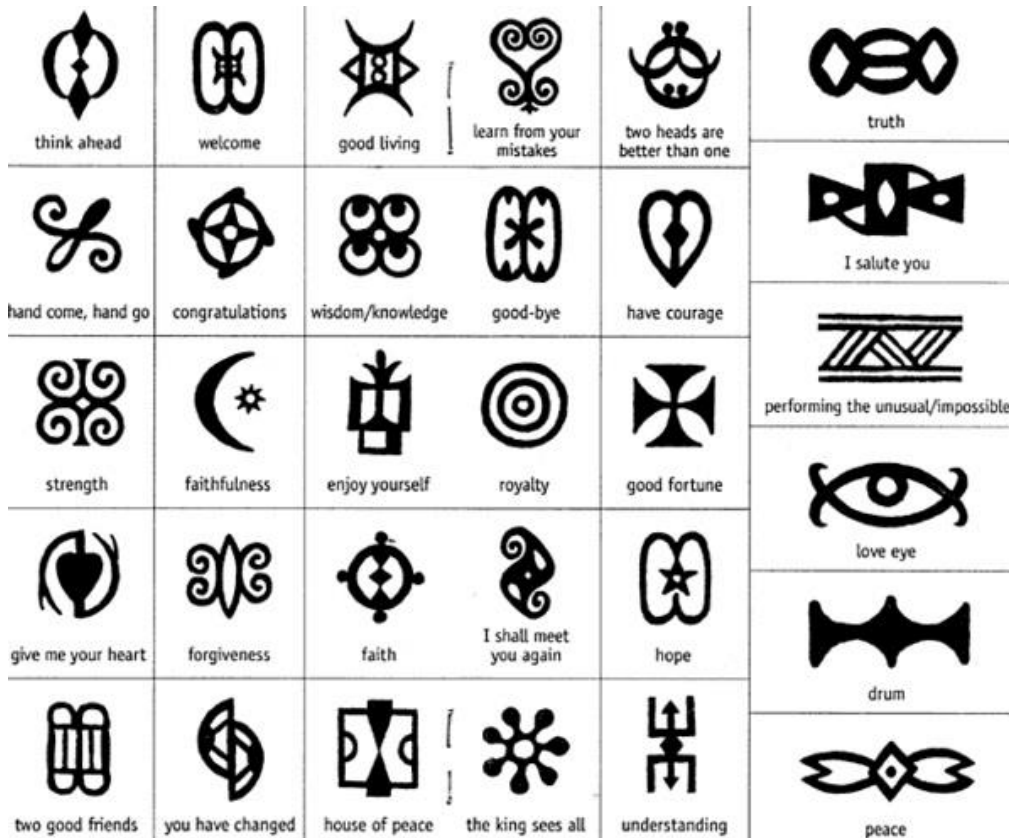 think ahead
welcome
good living
learn from your
mistakes
two heads are
better than one
hand come, hand go
congratulations
wisdom/knowledge
good-bye
have courage
strength
faithfulness
enjoy yourself
royalty
good fortune
give me your heart
forgiveness
faith
I shall meet
you again
hope
two good friends
you have changed
house of peace
the king sees all
understanding
truth
I salute you
performing the unusual/impossible
love eye
drum
peace